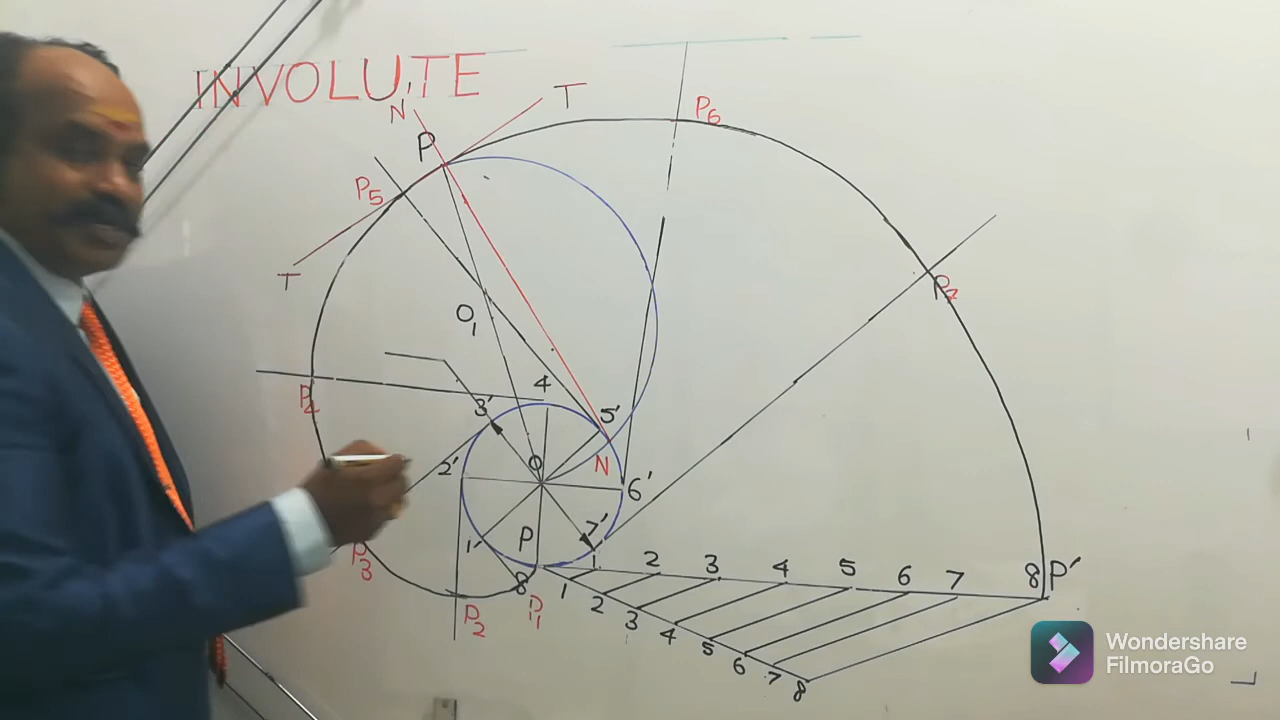 INVOLUTE
N'
T
P
P6
P5
T
O1
P7
4
P4
3'
5'
O
N
2'
6'
7'
P
1'
1 2 3 4 5 6 7 8 P'
P3
8
P1
P2
1
2
3
4
5
6
7
8
Wondershare
FilmoraGo